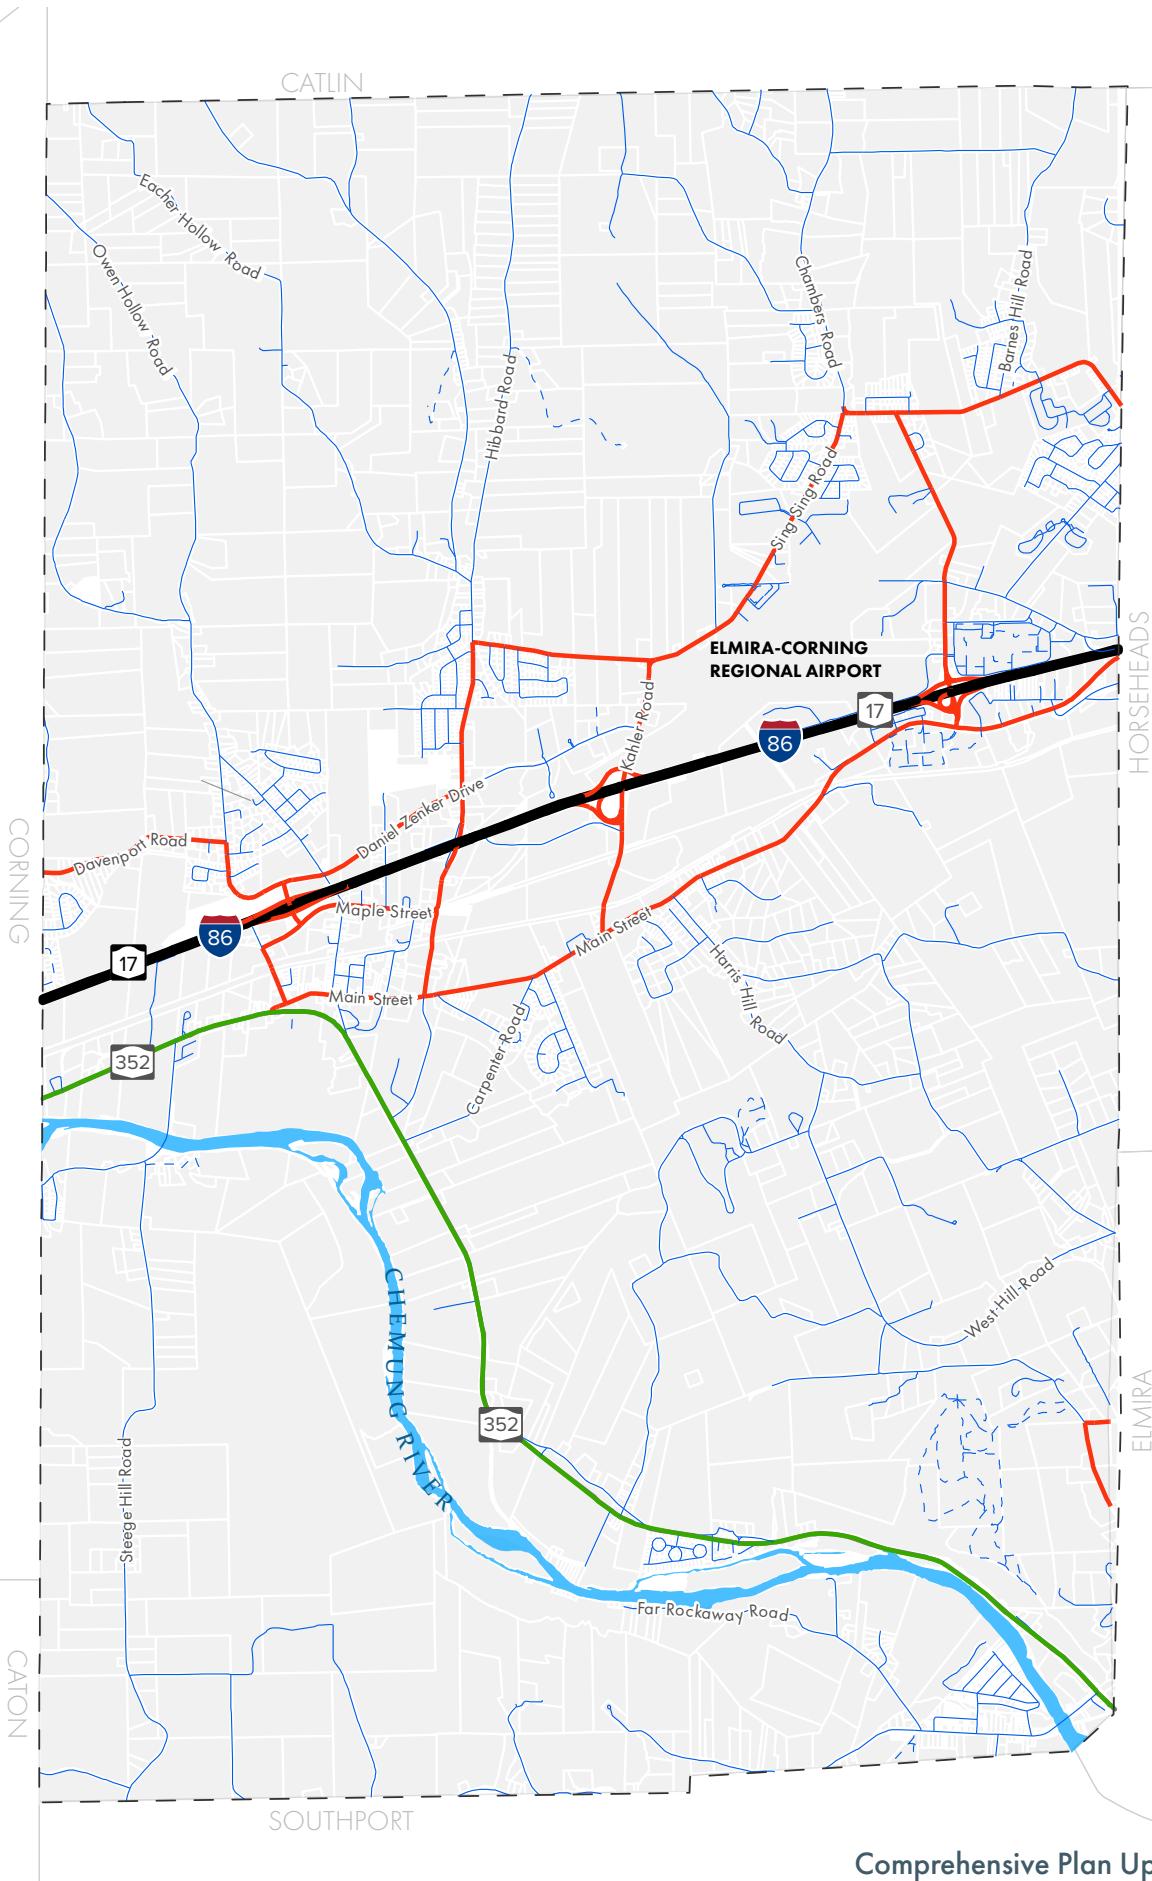 CATLIN
Eacher Hollow Road
Owen Hollow Road
Chambers Road
Barnes Hill Road
Hibbard Road
Sing Sing Road
ELMIRA-CORNING
REGIONAL AIRPORT
HORSEHEADS
17
86
Kahler Road
Daniel Zenker Drive
Davenport Road
CORNING
Maple Street
86
17
Main Street
Main Street
Harris Hill Road
352
Carpenter Road
CHEMUNG RIVER
West Hill Road
ELMIRA
352
Steege Hill Road
Far Rockaway Road
CATON
SOUTHPORT
Comprehensive Plan Up